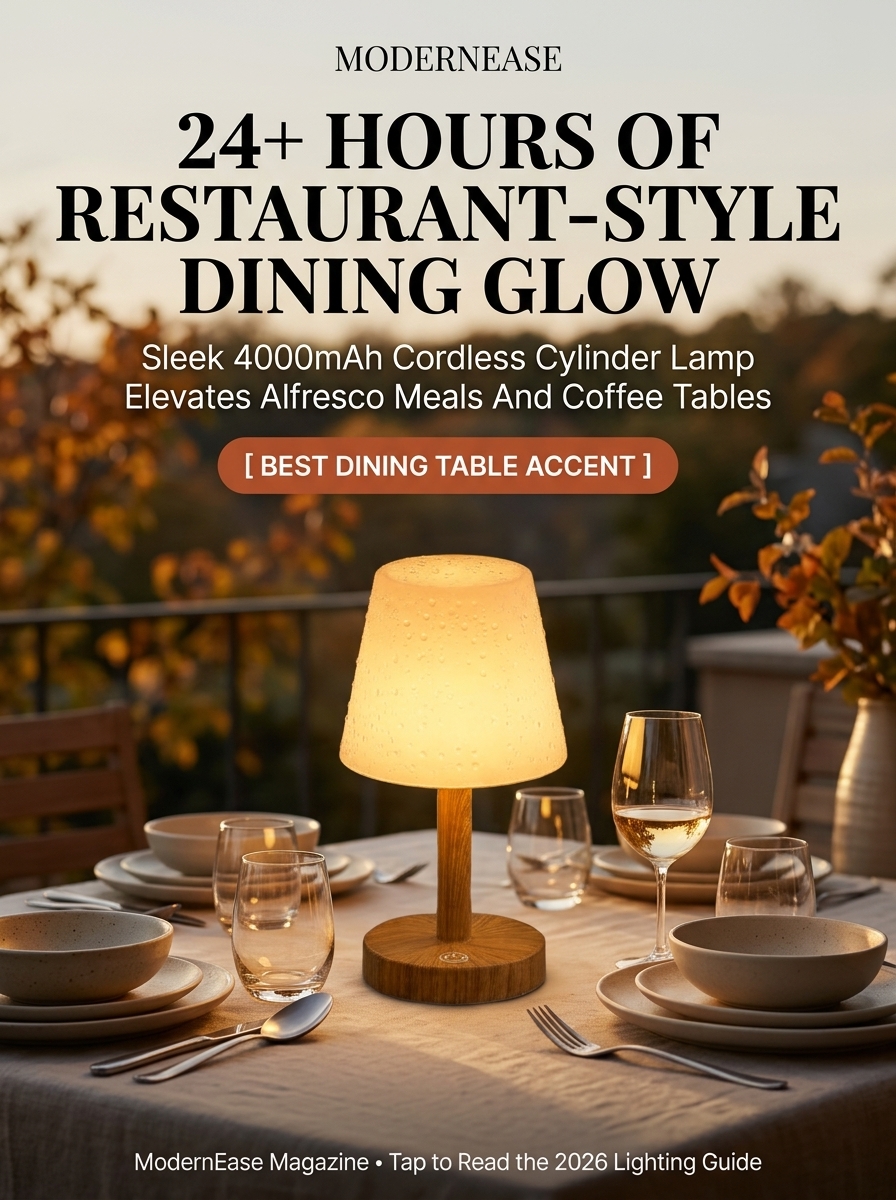 MODERNEASE
24+ HOURS OF
RESTAURANT-STYLE
DINING GLOW
Sleek 4000mAh Cordless Cylinder Lamp
Elevates Alfresco Meals And Coffee Tables
[ BEST DINING TABLE ACCENT ]
ModernEase Magazine • Tap to Read the 2026 Lighting Guide